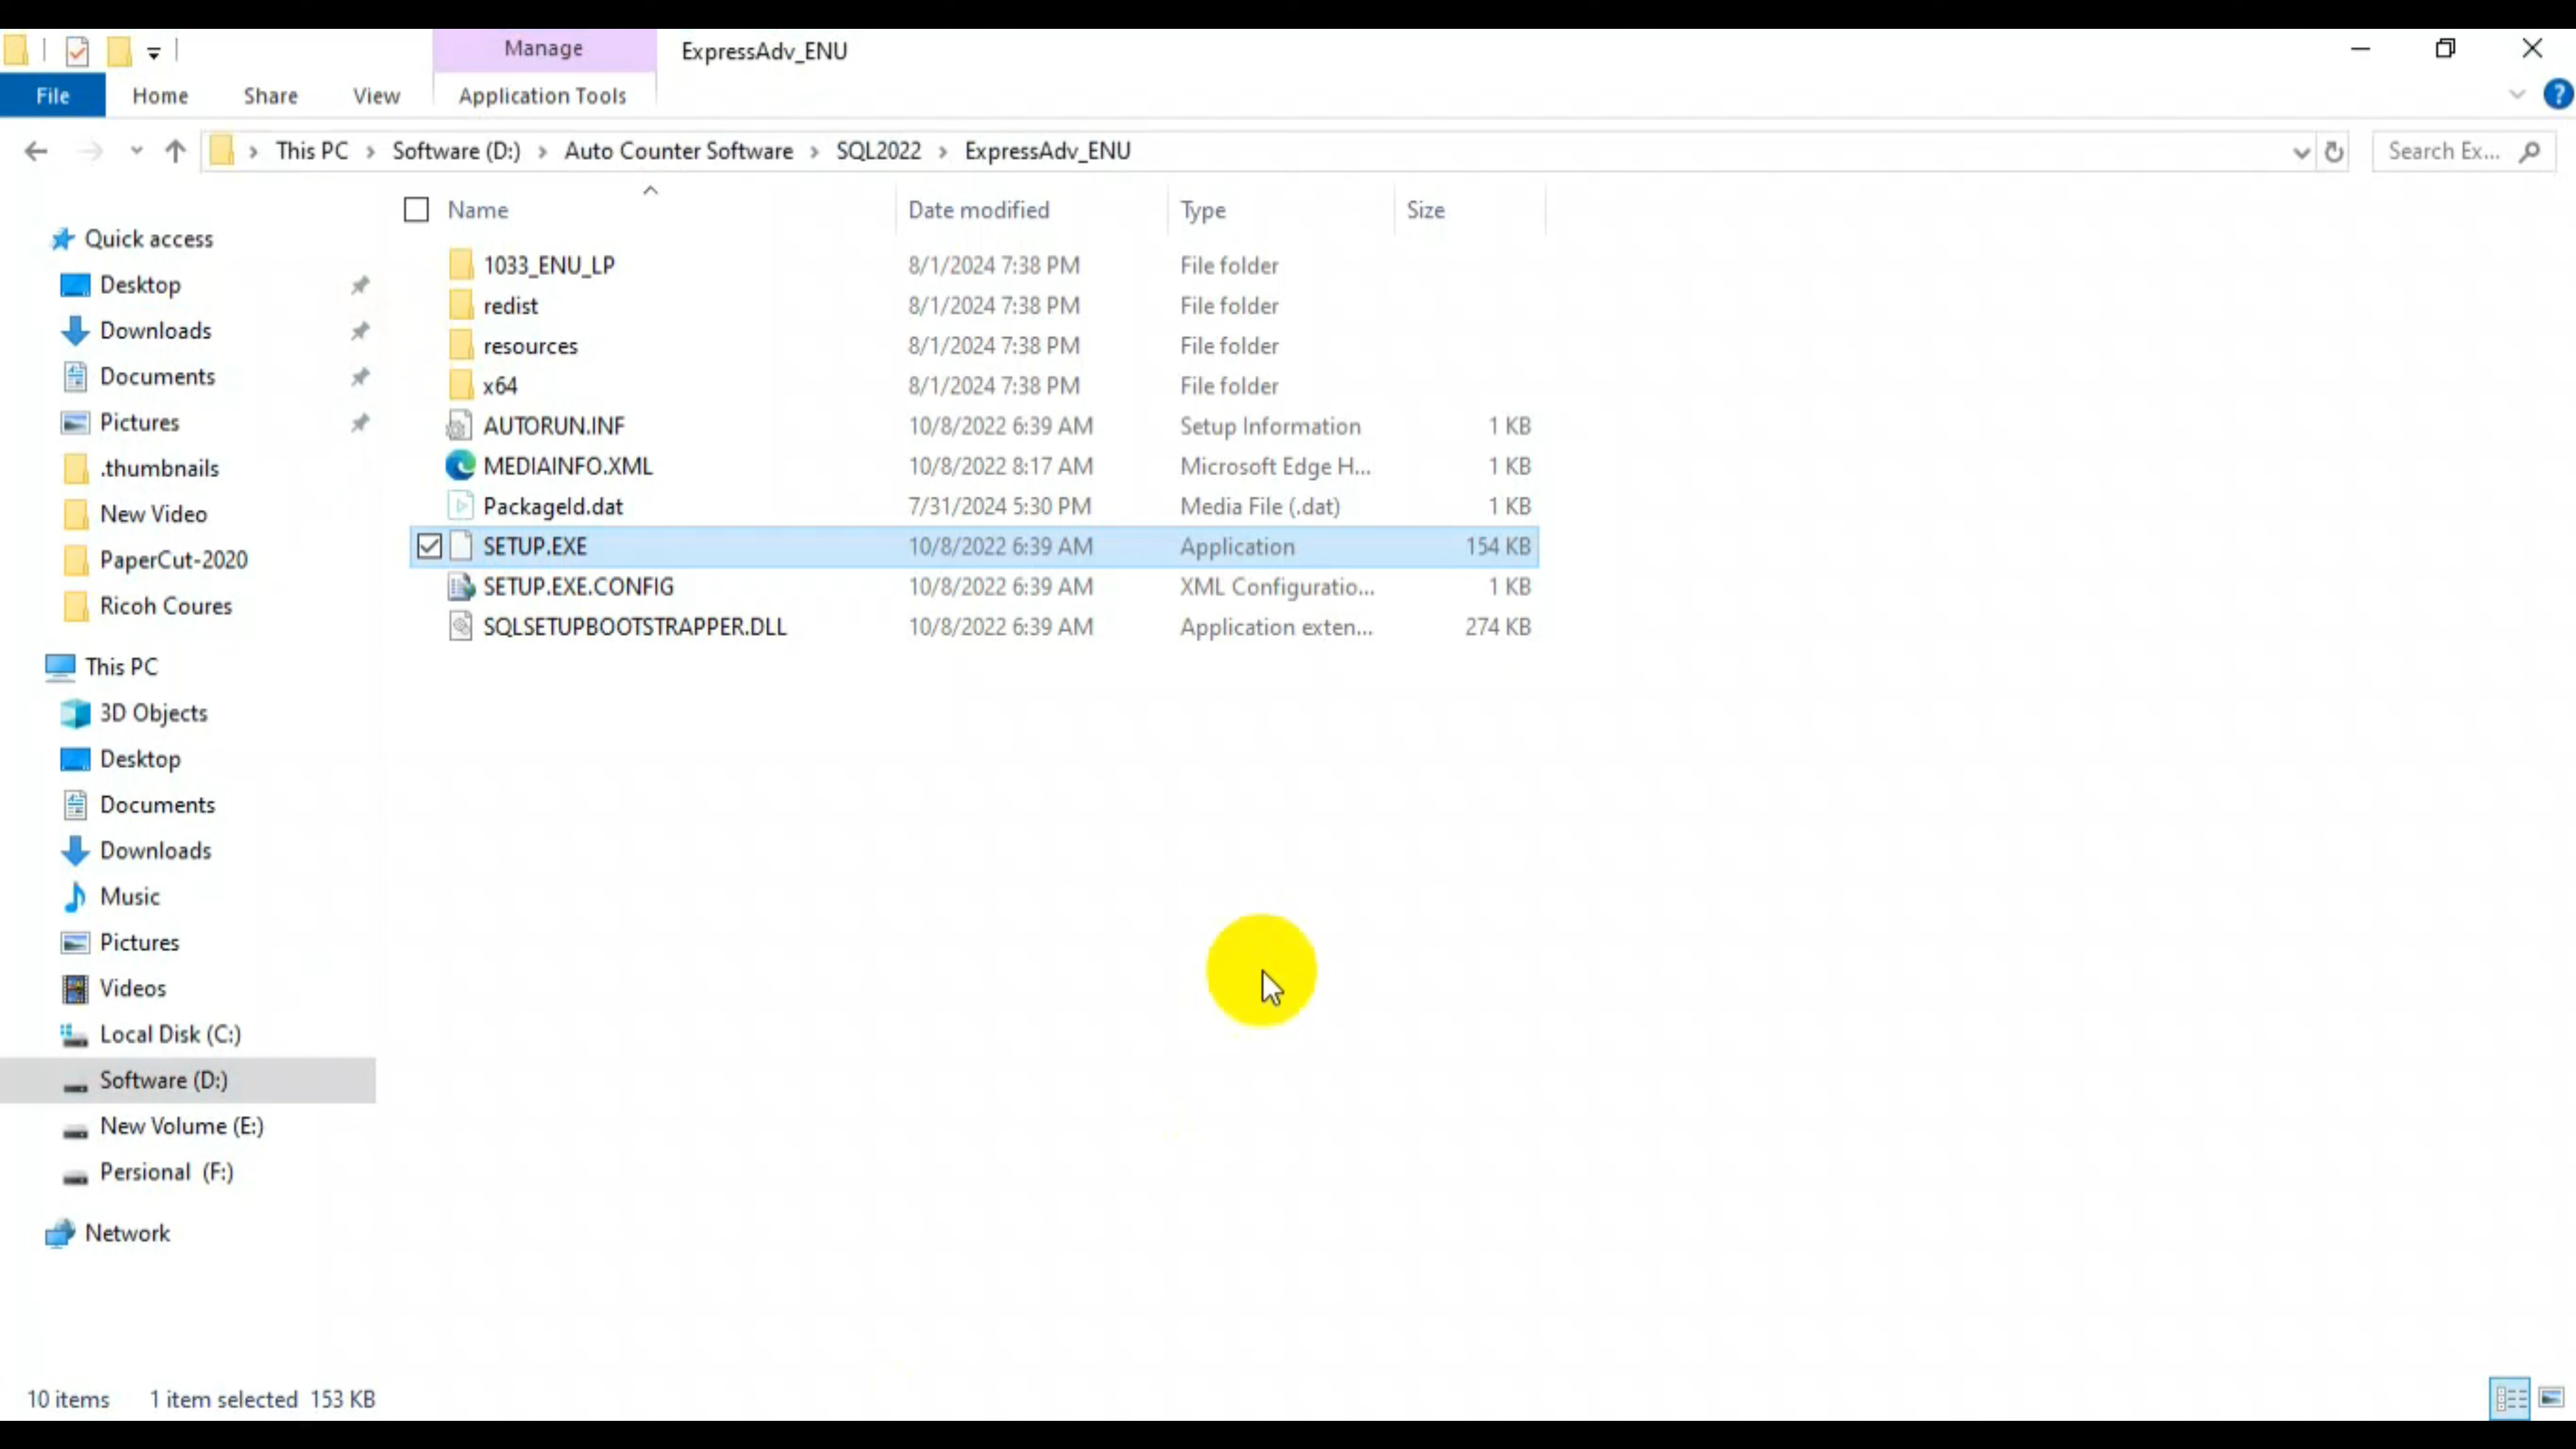 Manage
ExpressAdv_ENU
File
Home
Share
View
Application Tools
?
This PC
Software (D:)
Auto Counter Software
SQL2022
ExpressAdv_ENU
Search Ex...
Name
Date modified
Type
Size
Quick access
Desktop
Downloads
Documents
Pictures
.thumbnails
New Video
PaperCut-2020
Ricoh Coures
This PC
3D Objects
Desktop
Documents
Downloads
Music
Pictures
Videos
Local Disk (C:)
Software (D:)
New Volume (E:)
Persional  (F:)
Network
1033_ENU_LP 8/1/2024 7:38 PM File folder
redist 8/1/2024 7:38 PM File folder
resources 8/1/2024 7:38 PM File folder
x64 8/1/2024 7:38 PM File folder
AUTORUN.INF 10/8/2022 6:39 AM Setup Information 1 KB
MEDIAINFO.XML 10/8/2022 8:17 AM Microsoft Edge H... 1 KB
PackageId.dat 7/31/2024 5:30 PM Media File (.dat) 1 KB
SETUP.EXE 10/8/2022 6:39 AM Application 154 KB
SETUP.EXE.CONFIG 10/8/2022 6:39 AM XML Configuratio... 1 KB
SQLSETUPBOOTSTRAPPER.DLL 10/8/2022 6:39 AM Application exten... 274 KB
10 items 1 item selected 153 KB